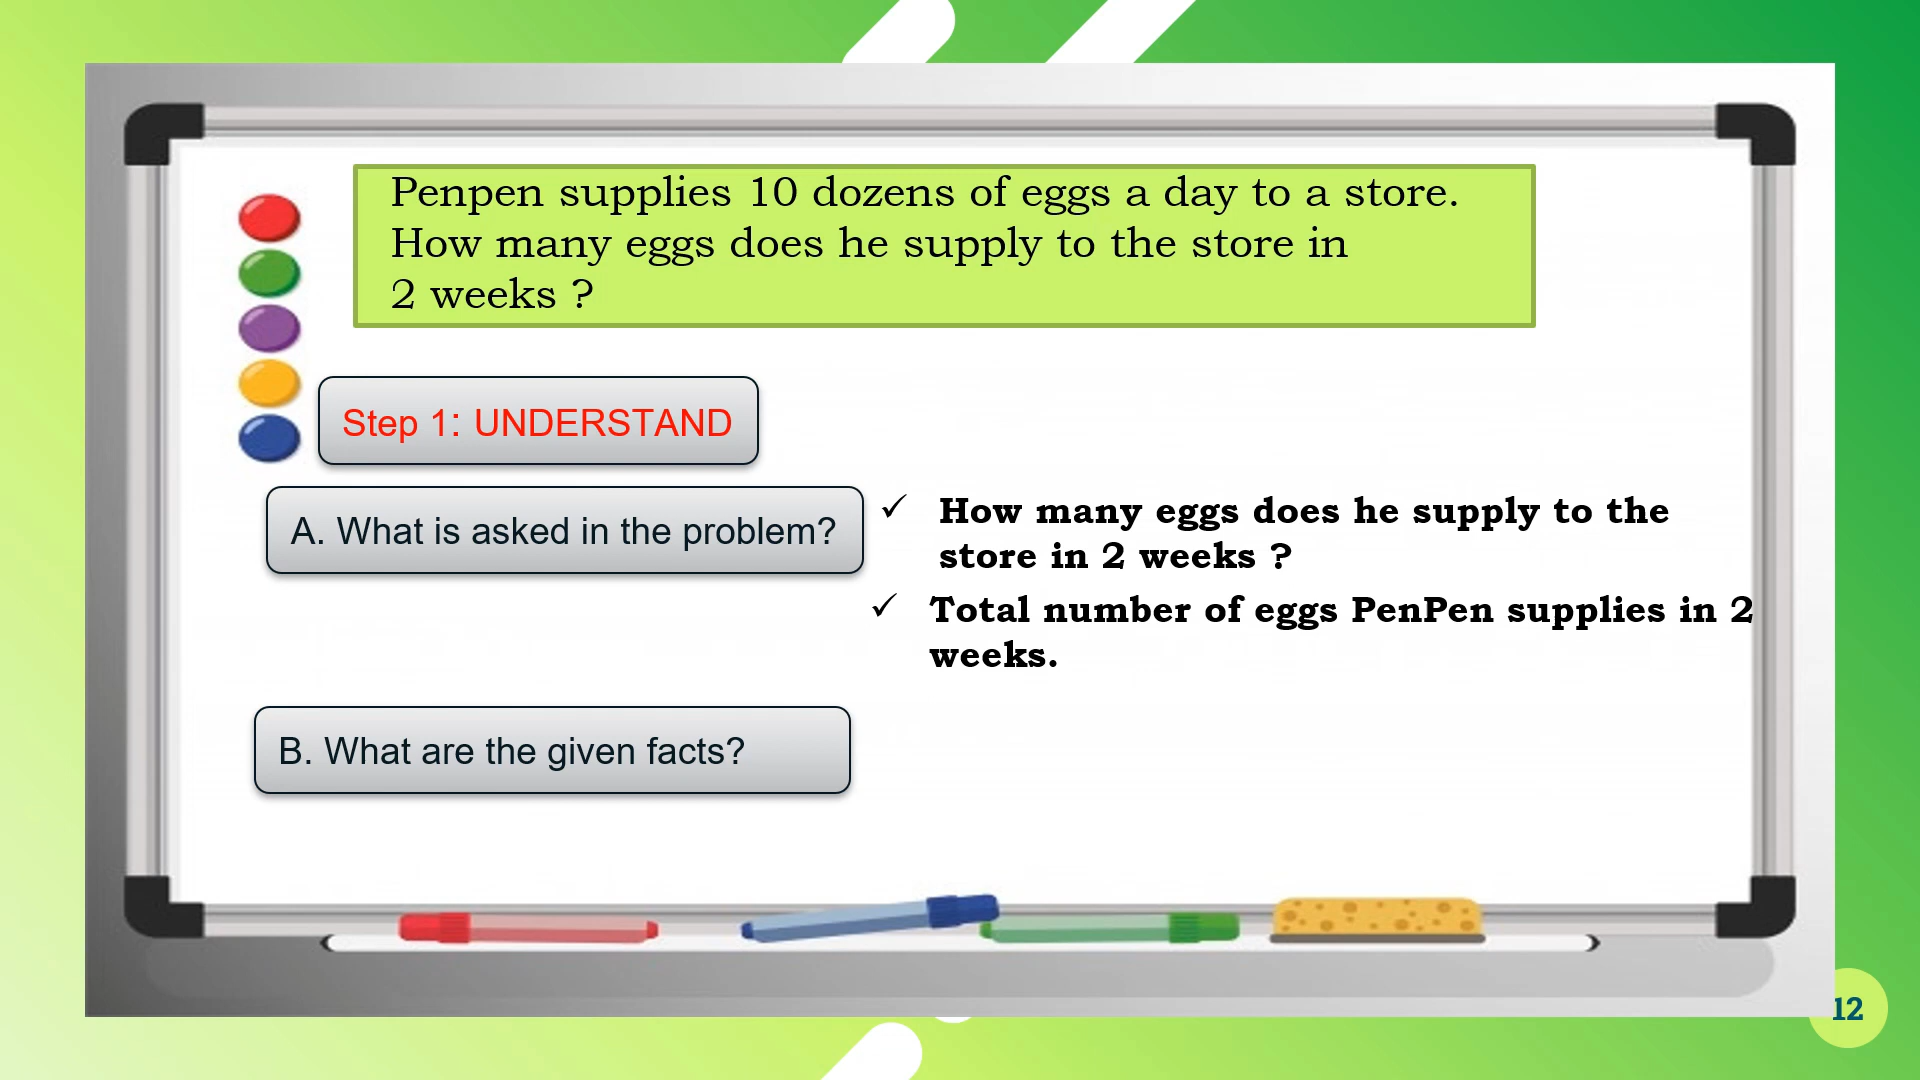 Penpen supplies 10 dozens of eggs a day to a store.
How many eggs does he supply to the store in
2 weeks ?
Step 1: UNDERSTAND
A. What is asked in the problem?
✓ How many eggs does he supply to the
store in 2 weeks ?
✓ Total number of eggs PenPen supplies in 2
weeks.
B. What are the given facts?
12